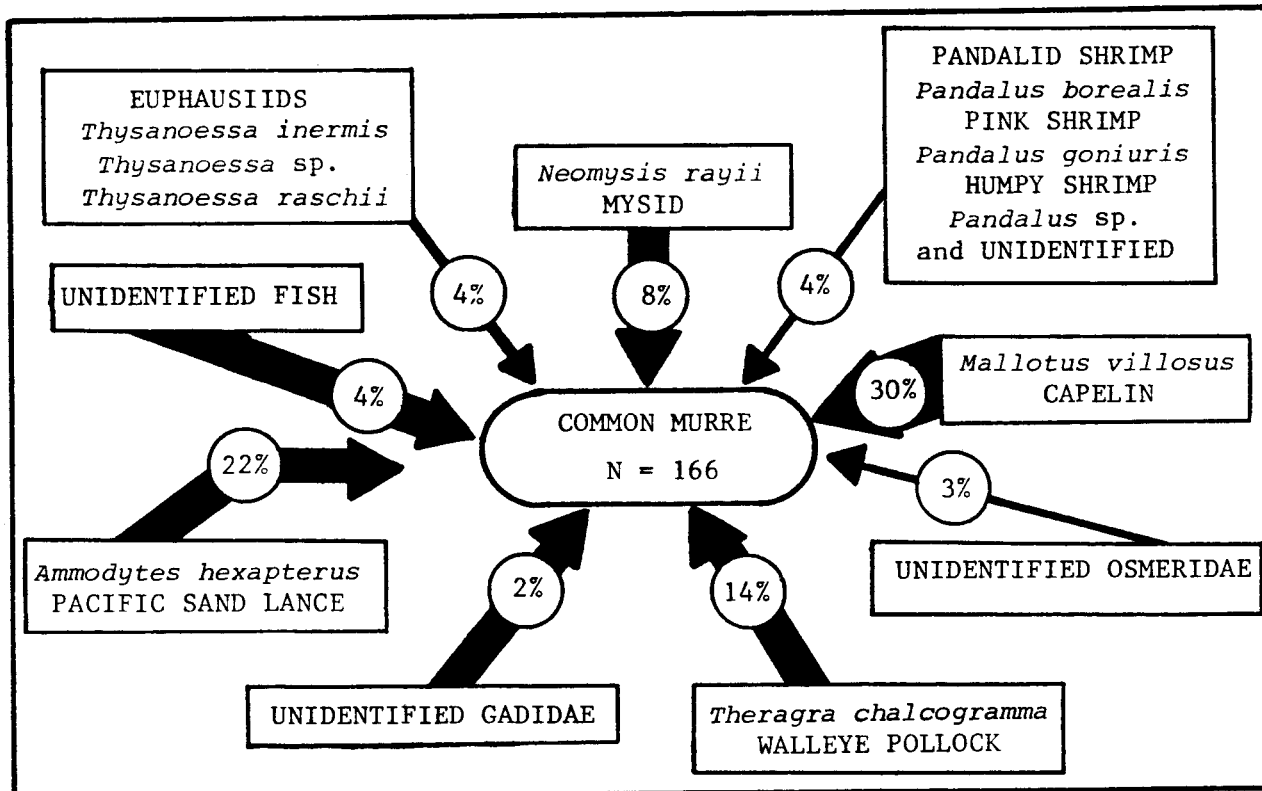 EUPHAUSIIDS
Thysanoessa inermis
Thysanoessa sp.
Thysanoessa raschii
4%
Neomysis rayii
MYSID
8%
PANDALID SHRIMP
Pandalus borealis
PINK SHRIMP
Pandalus goniuris
HUMPY SHRIMP
Pandalus sp.
and UNIDENTIFIED
4%
UNIDENTIFIED FISH
4%
Mallotus villosus
CAPELIN
30%
COMMON MURRE
N = 166
22%
Ammodytes hexapterus
PACIFIC SAND LANCE
3%
UNIDENTIFIED OSMERIDAE
2%
UNIDENTIFIED GADIDAE
14%
Theragra chalcogramma
WALLEYE POLLOCK